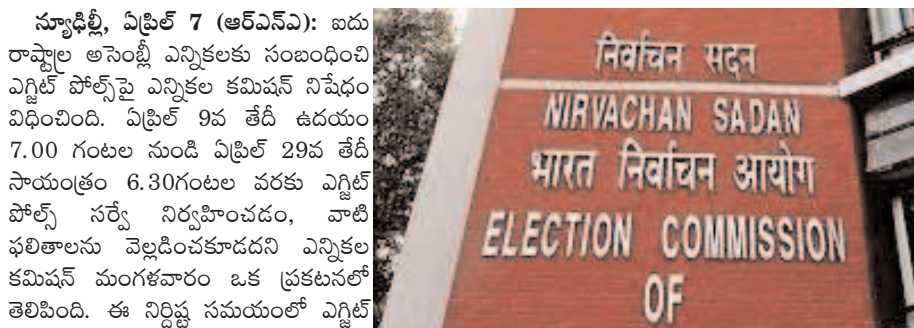 న్యూఢిల్లీ, ఏప్రిల్ 7 (ఆర్ఎన్ఎ): ఐదు
రాష్ట్రాల అసెంబ్లీ ఎన్నికలకు సంబంధించి
ఎగ్జిట్ పోల్స్‌పై ఎన్నికల కమిషన్ నిషేధం
విధించింది. ఏప్రిల్ 9వ తేదీ ఉదయం
7.00 గంటల నుండి ఏప్రిల్ 29వ తేదీ
సాయంత్రం 6.30గంటల వరకు ఎగ్జిట్
పోల్స్ సర్వే నిర్వహించడం, వాటి
ఫలితాలను వెల్లడించకూడదని ఎన్నికల
కమిషన్ మంగళవారం ఒక ప్రకటనలో
తెలిపింది. ఈ నిర్దిష్ట సమయంలో ఎగ్జిట్
निर्वाचन सदन
NIRVACHAN SADAN
भारत निर्वाचन आयोग
ELECTION COMMISSION
OF